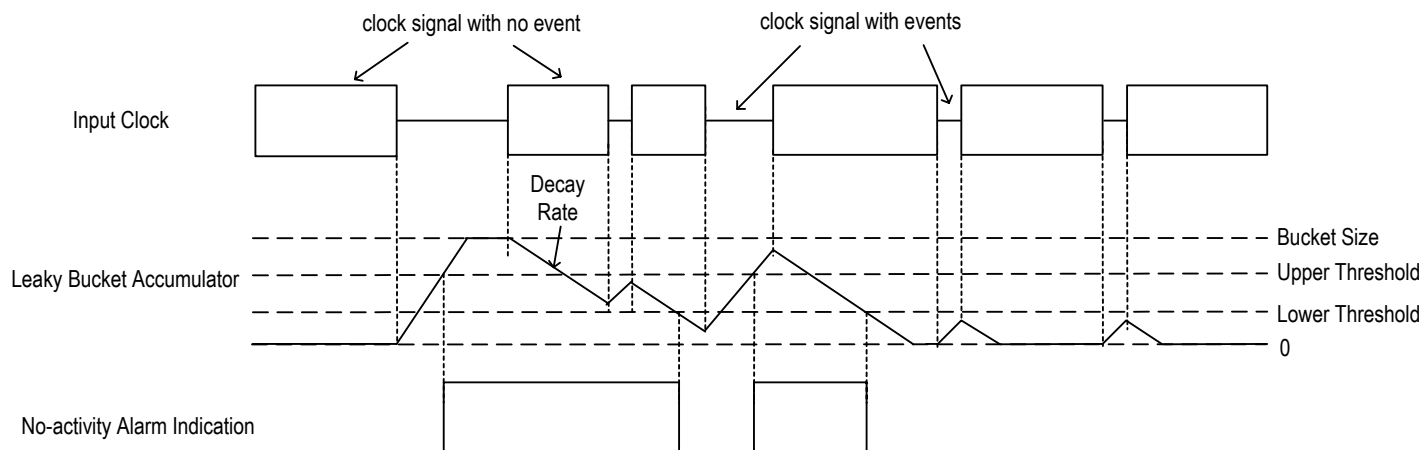 clock signal with no event
clock signal with events
Input Clock
Decay
Rate
Bucket Size
Leaky Bucket Accumulator
Upper Threshold
Lower Threshold
0
No-activity Alarm Indication